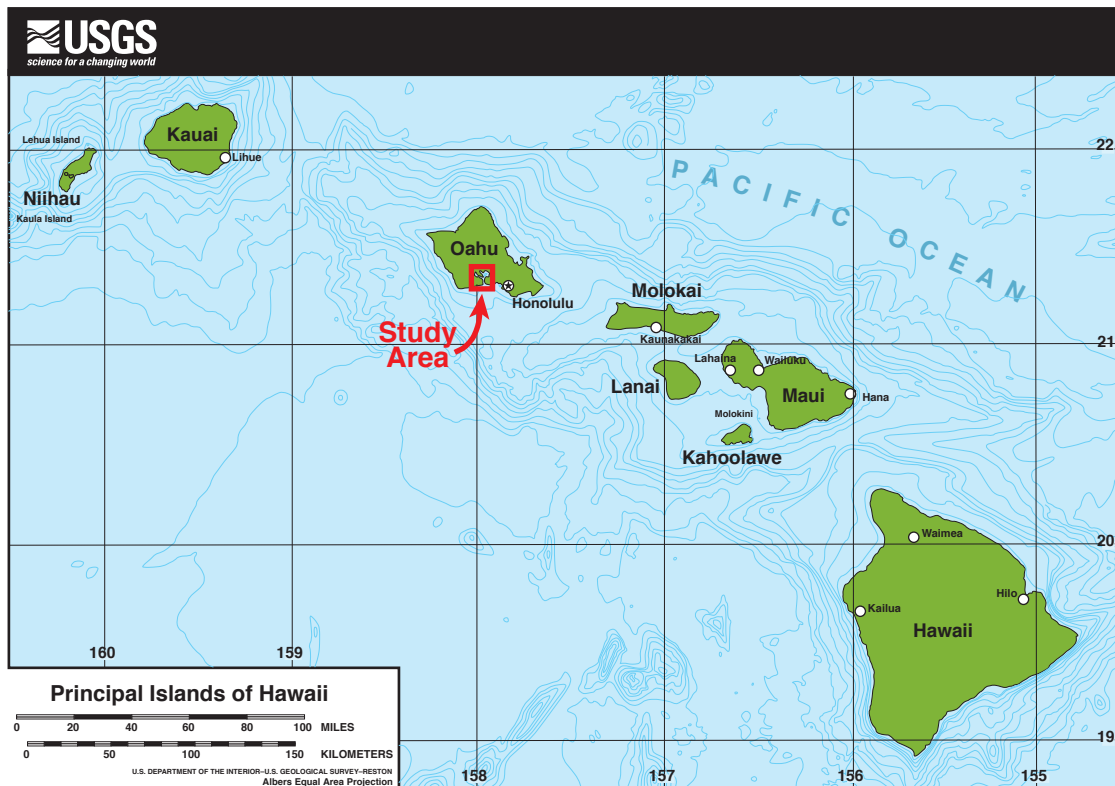 USGS
science for a changing world
Lehua Island
Kauai
Lihue
22
Niihau
Kaula Island
PACIFIC OCEAN
Oahu
Honolulu
Study
Area
Molokai
Kaunakakai
21
Lahaina
Wailuku
Lanai
Maui
Hana
Molokini
Kahoolawe
Waimea
20
Kailua
Hilo
Hawaii
160
159
Principal Islands of Hawaii
0 20 40 60 80 100 MILES
0 50 100 150 KILOMETERS
U.S. DEPARTMENT OF THE INTERIOR–U.S. GEOLOGICAL SURVEY–RESTON
Albers Equal Area Projection
19
158
157
156
155